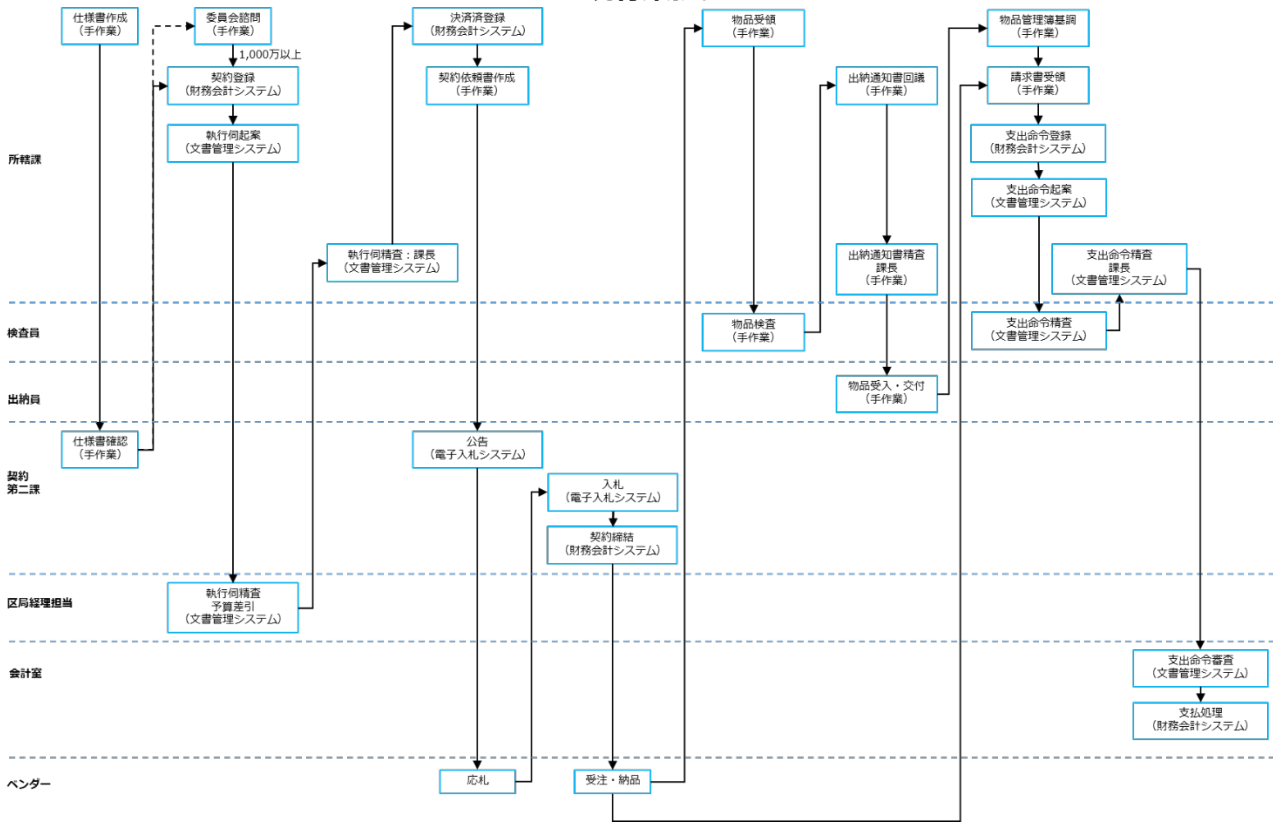 仕様書作成
(手作業)
委員会諮問
(手作業)
1,000万以上
契約登録
(財務会計システム)
執行伺起案
(文書管理システム)
決済済登録
(財務会計システム)
契約依頼書作成
(手作業)
物品受領
(手作業)
出納通知書回議
(手作業)
物品管理簿基調
(手作業)
請求書受領
(手作業)
支出命令登録
(財務会計システム)
支出命令起案
(文書管理システム)
所轄課
執行伺精査:課長
(文書管理システム)
出納通知書精査
課長
(手作業)
支出命令精査
課長
(文書管理システム)
検査員
物品検査
(手作業)
支出命令精査
(文書管理システム)
出納員
物品受入・交付
(手作業)
契約
第二課
仕様書確認
(手作業)
公告
(電子入札システム)
入札
(電子入札システム)
契約締結
(財務会計システム)
区局経理担当
執行伺精査
予算差引
(文書管理システム)
会計室
支出命令審査
(文書管理システム)
支払処理
(財務会計システム)
ベンダー
応札
受注・納品